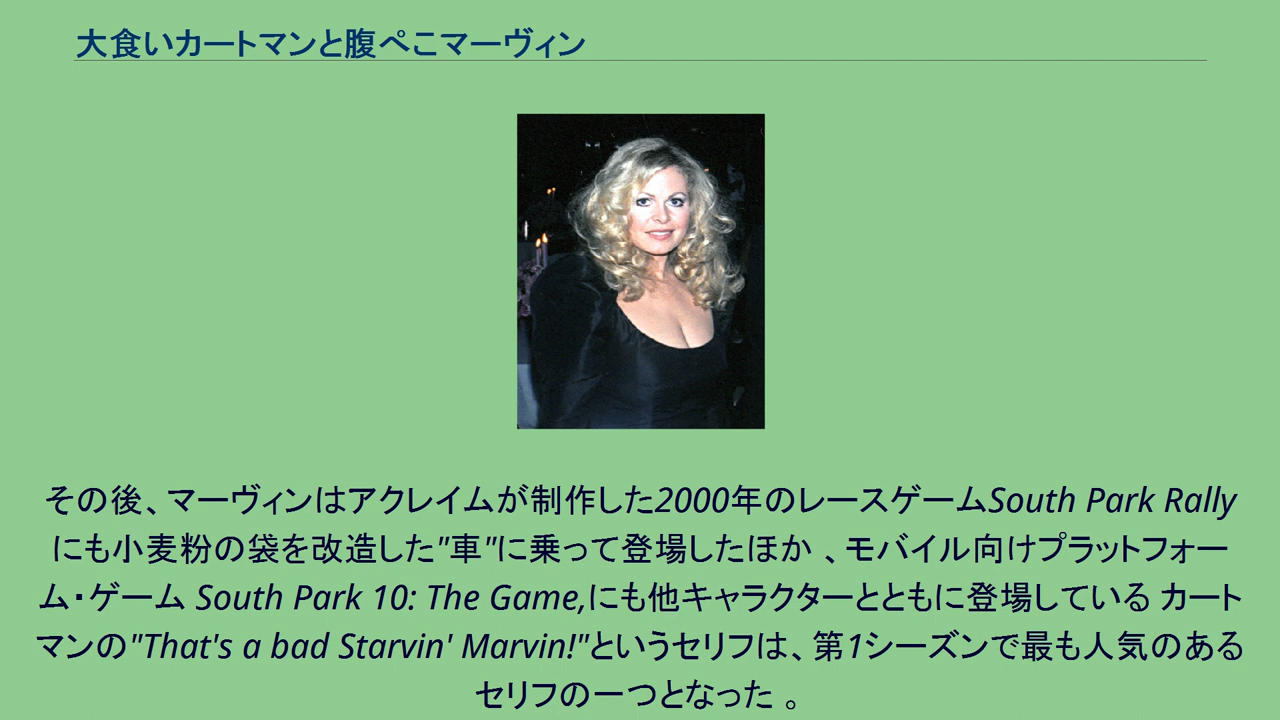 大食いカートマンと腹ペこマーヴィン
その後、マーヴィンはアクレイムが制作した2000年のレースゲームSouth Park Rally
にも小麦粉の袋を改造した"車"に乗って登場したほか 、モバイル向けプラットフォー
ム・ゲーム South Park 10: The Game,にも他キャラクターとともに登場している カート
マンの"That's a bad Starvin' Marvin!"というセリフは、第1シーズンで最も人気のある
セリフの一つとなった 。